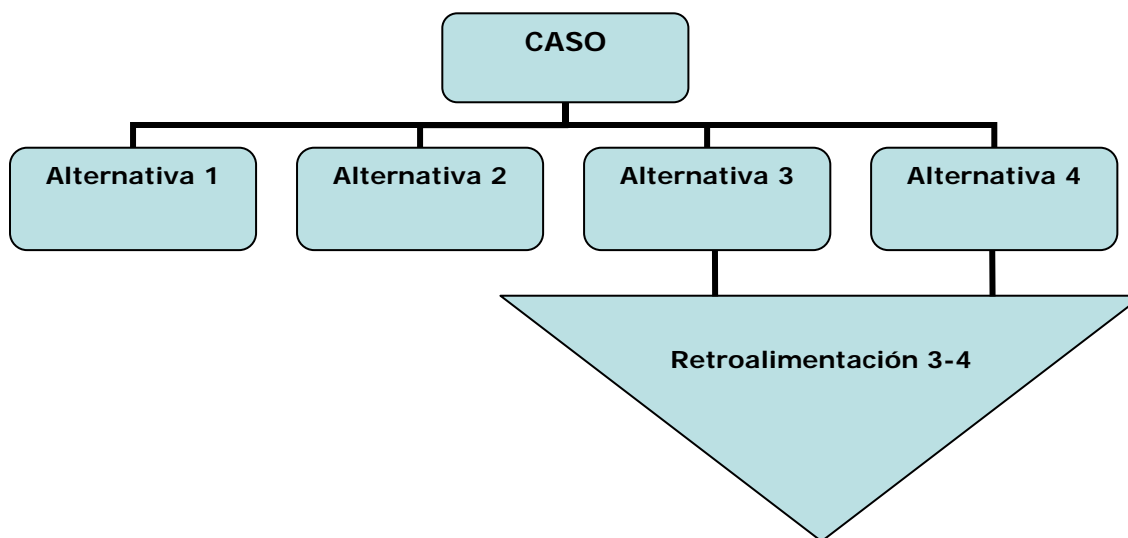 CASO
Alternativa 1
Alternativa 2
Alternativa 3
Alternativa 4
Retroalimentación 3-4